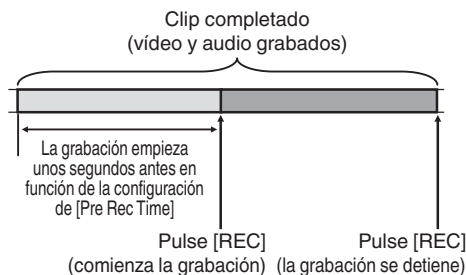 Clip completado
(vídeo y audio grabados)
La grabación empieza
unos segundos antes en
función de la configuración
de [Pre Rec Time]
Pulse [REC]
(comienza la grabación)
Pulse [REC]
(la grabación se detiene)